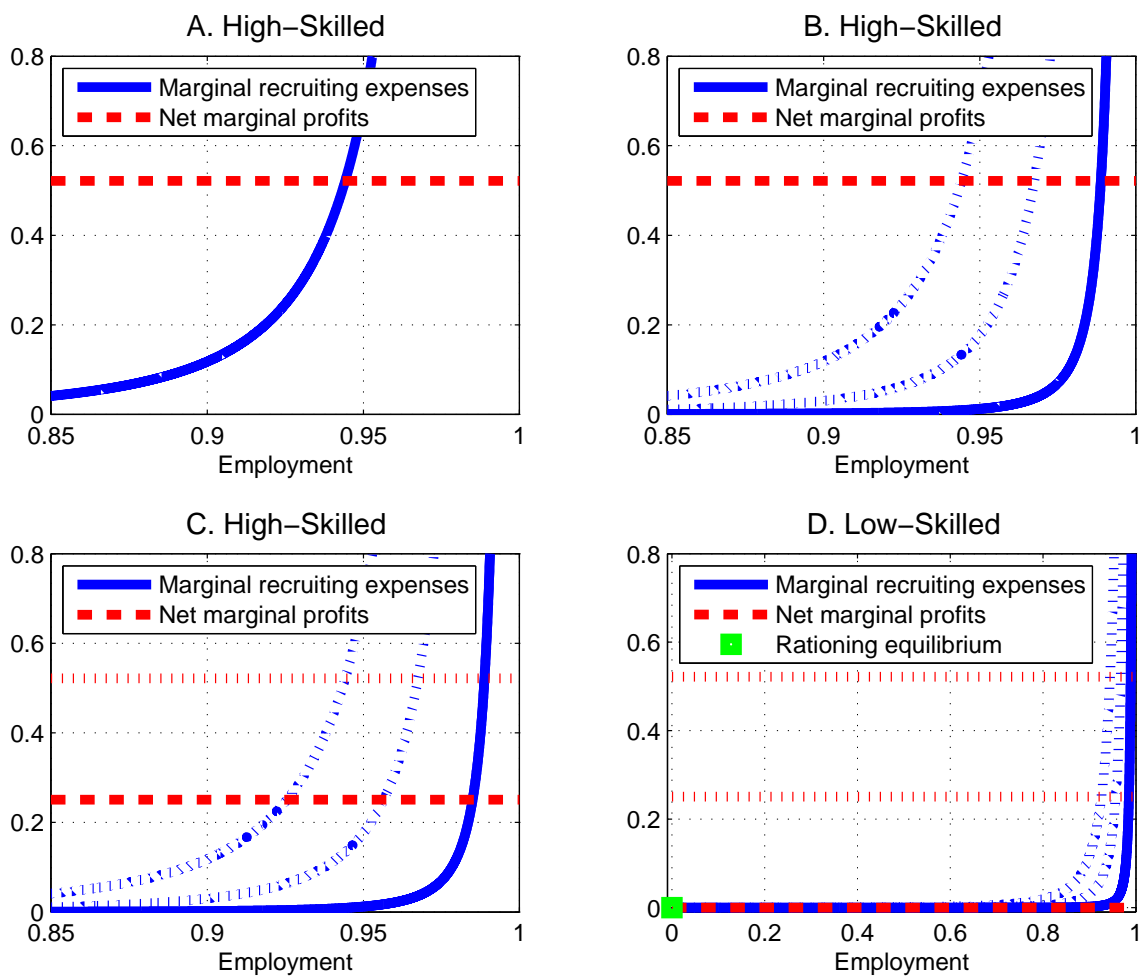 A. High−Skilled
0.8
0.6
0.4
0.2
0
0.85
0.9
0.95
1
Employment
Marginal recruiting expenses
Net marginal profits
B. High−Skilled
0.8
0.6
0.4
0.2
0
0.85
0.9
0.95
1
Employment
Marginal recruiting expenses
Net marginal profits
C. High−Skilled
0.8
0.6
0.4
0.2
0
0.85
0.9
0.95
1
Employment
Marginal recruiting expenses
Net marginal profits
D. Low−Skilled
0.8
0.6
0.4
0.2
0
0
0.2
0.4
0.6
0.8
1
Employment
Marginal recruiting expenses
Net marginal profits
Rationing equilibrium